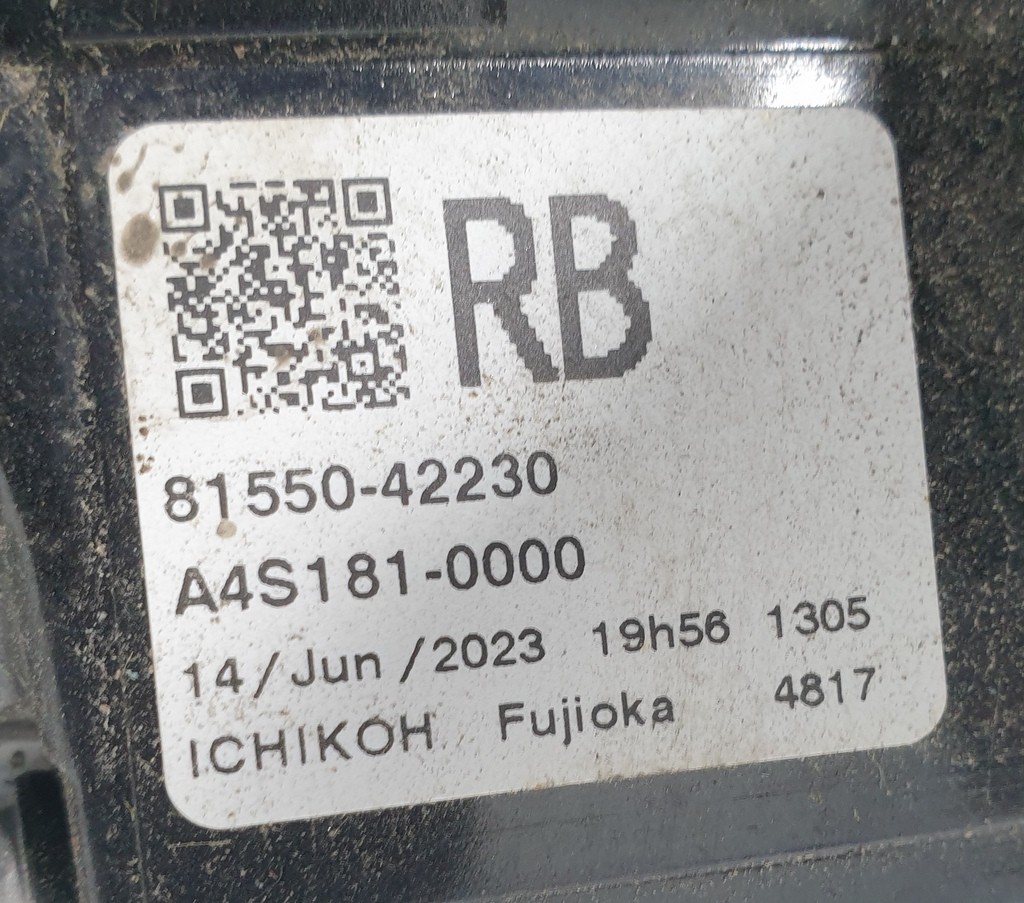 RB
81550-42230
A4S181-0000
14/Jun/2023 19h56 1305
ICHIKOH Fujioka 4817